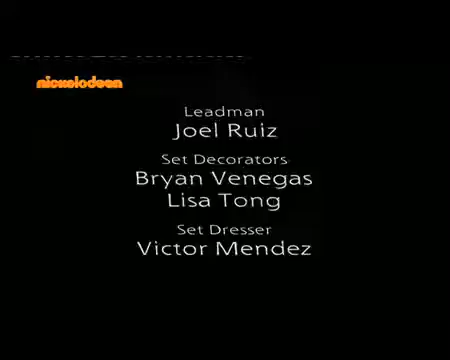 nickelodeon
Leadman
Joel Ruiz
Set Decorators
Bryan Venegas
Lisa Tong
Set Dresser
Victor Mendez